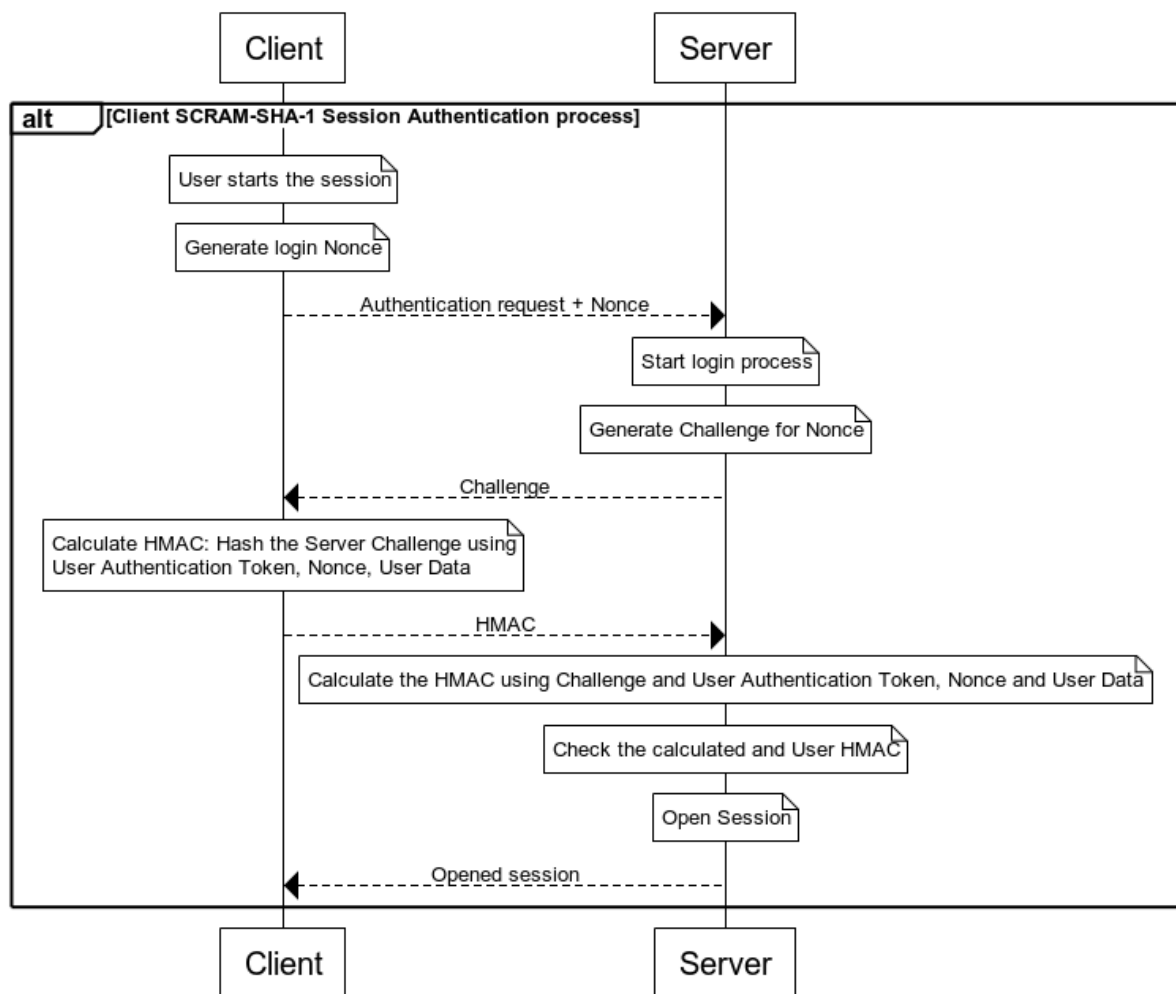 Client
Server
alt
[Client SCRAM-SHA-1 Session Authentication process]
User starts the session
Generate login Nonce
Authentication request + Nonce
Start login process
Generate Challenge for Nonce
Challenge
Calculate HMAC: Hash the Server Challenge using
User Authentication Token, Nonce, User Data
HMAC
Calculate the HMAC using Challenge and User Authentication Token, Nonce and User Data
Check the calculated and User HMAC
Open Session
Opened session
Client
Server